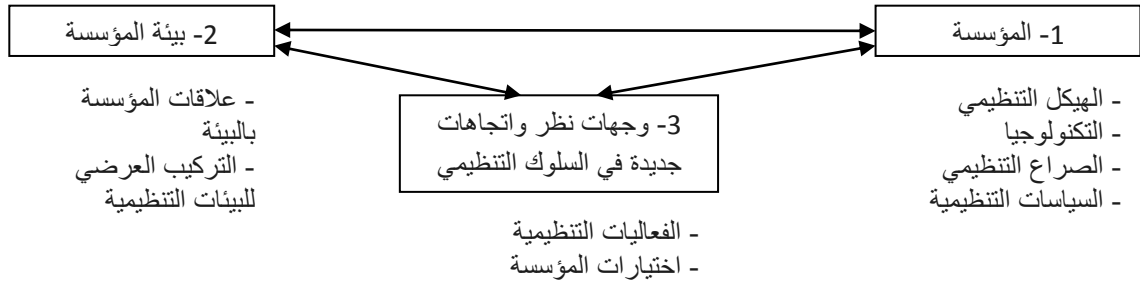 1- المؤسسة
- الهيكل التنظيمي
- التكنولوجيا
- الصراع التنظيمي
- السياسات التنظيمية
2- بيئة المؤسسة
- علاقات المؤسسة
بالبيئة
- التركيب العرضي
للبيئات التنظيمية
3- وجهات نظر واتجاهات
جديدة في السلوك التنظيمي
- الفعاليات التنظيمية
- اختيارات المؤسسة